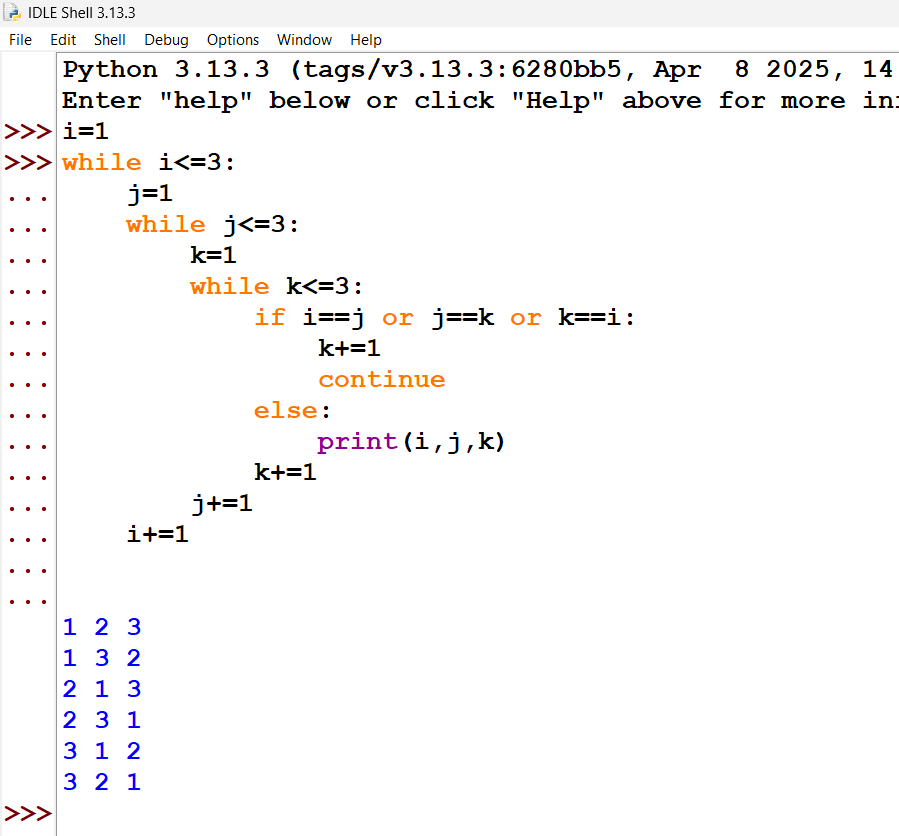 IDLE Shell 3.13.3
File Edit Shell Debug Options Window Help
Python 3.13.3 (tags/v3.13.3:6280bb5, Apr  8 2025, 14
Enter "help" below or click "Help" above for more
>>> i=1
>>> while i<=3:
...     j=1
...     while j<=3:
...         k=1
...         while k<=3:
...             if i==j or j==k or k==i:
...                 k+=1
...                 continue
...             else:
...                 print(i,j,k)
...             k+=1
...         j+=1
...     i+=1
...
...
1 2 3
1 3 2
2 1 3
2 3 1
3 1 2
3 2 1
>>>